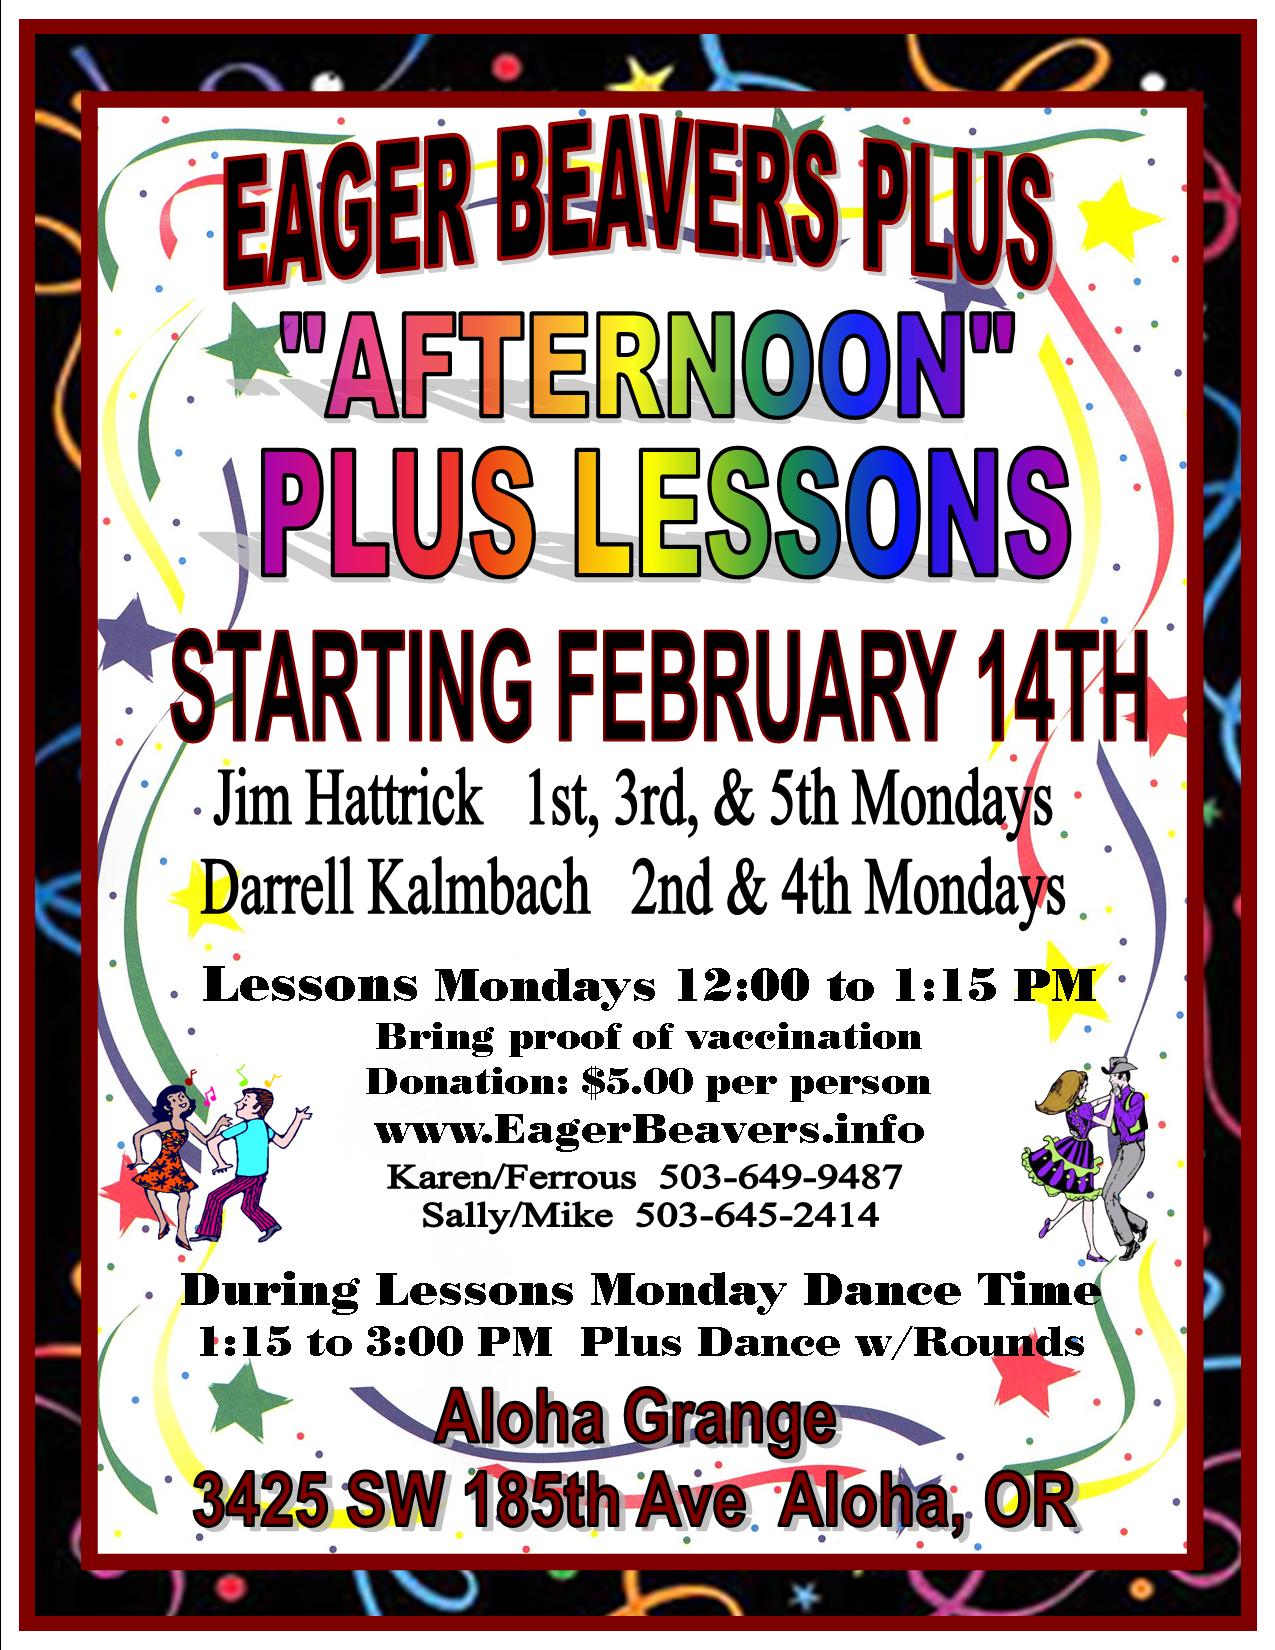 EAGER BEAVERS PLUS
"AFTERNOON"
PLUS LESSONS
STARTING FEBRUARY 14TH
Jim Hattrick 1st, 3rd, & 5th Mondays
Darrell Kalmbach 2nd & 4th Mondays
Lessons Mondays 12:00 to 1:15 PM
Bring proof of vaccination
Donation: $5.00 per person
www.EagerBeavers.info
Karen/Ferrous 503-649-9487
Sally/Mike 503-645-2414
During Lessons Monday Dance Time
1:15 to 3:00 PM Plus Dance w/Rounds
Aloha Grange
3425 SW 185th Ave Aloha, OR